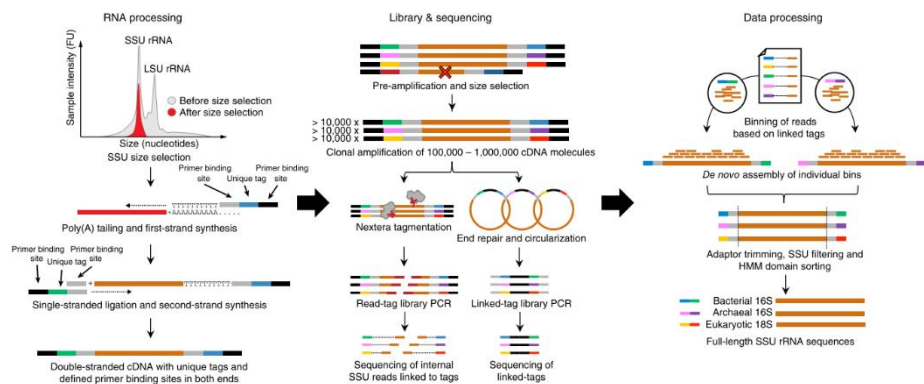 RNA processing
SSU rRNA
LSU rRNA
Sample intensity (FU)
Before size selection
After size selection
Size (nucleotides)
SSU size selection
Primer binding
site
Unique tag
Primer binding
site
TTTTTTTTTT
AAAAAAAAAA
Poly(A) tailing and first-strand synthesis
Primer binding
site
Unique tag
Primer binding
site
+
Single-stranded ligation and second-strand synthesis
Double-stranded cDNA with unique tags and
defined primer binding sites in both ends
Library & sequencing
Pre-amplification and size selection
> 10,000 x
> 10,000 x
> 10,000 x
Clonal amplification of 100,000 – 1,000,000 cDNA molecules
Nextera tagmentation
End repair and circularization
Read-tag library PCR
Linked-tag library PCR
Sequencing of internal
SSU reads linked to tags
Sequencing of
linked-tags
Data processing
Binning of reads
based on linked tags
De novo assembly of individual bins
Adaptor trimming, SSU filtering and
HMM domain sorting
Bacterial 16S
Archaeal 16S
Eukaryotic 18S
Full-length SSU rRNA sequences